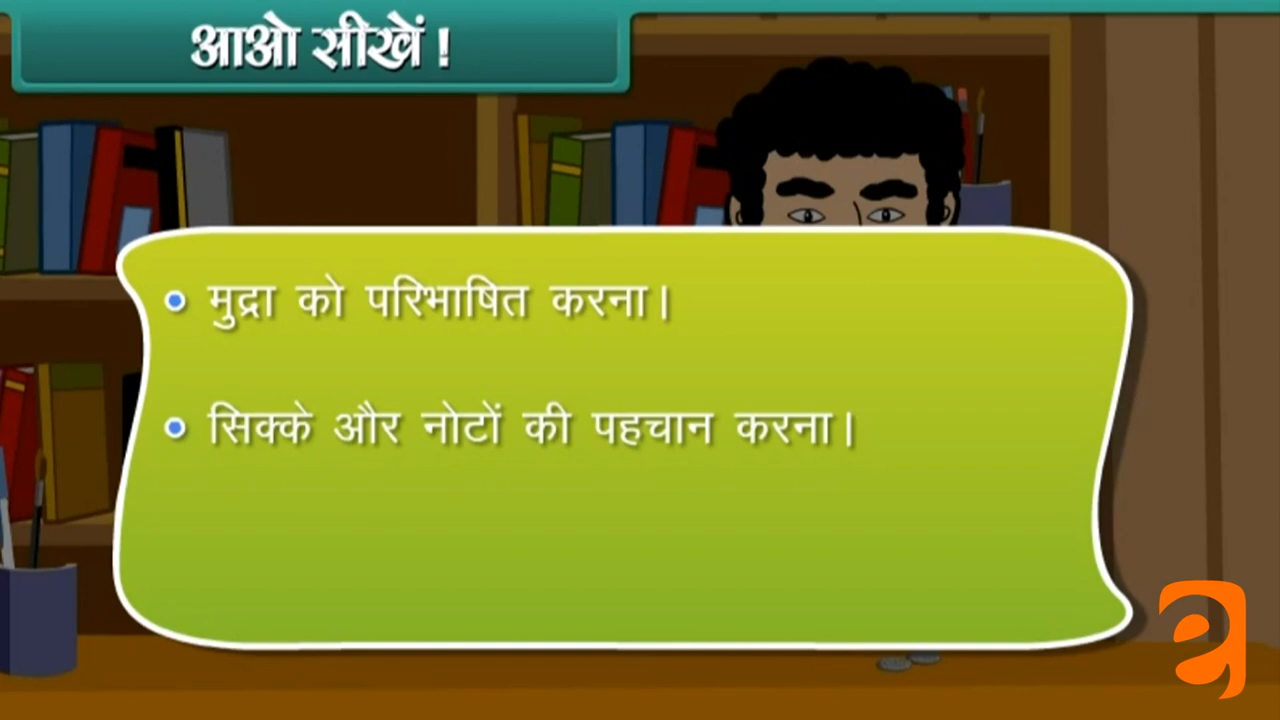 आओ सीखें !
मुद्रा को परिभाषित करना।
सिक्के और नोटों की पहचान करना।